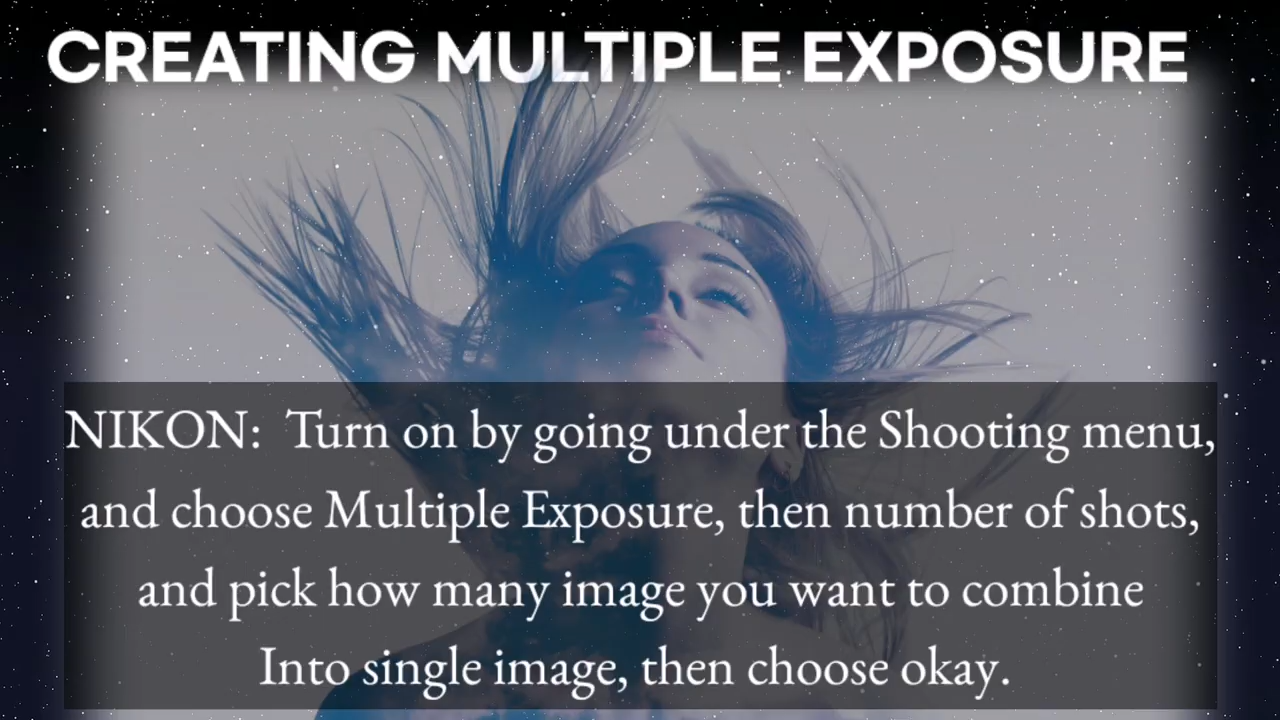 CREATING MULTIPLE EXPOSURE
NIKON: Turn on by going under the Shooting menu,
and choose Multiple Exposure, then number of shots,
and pick how many image you want to combine
Into single image, then choose okay.